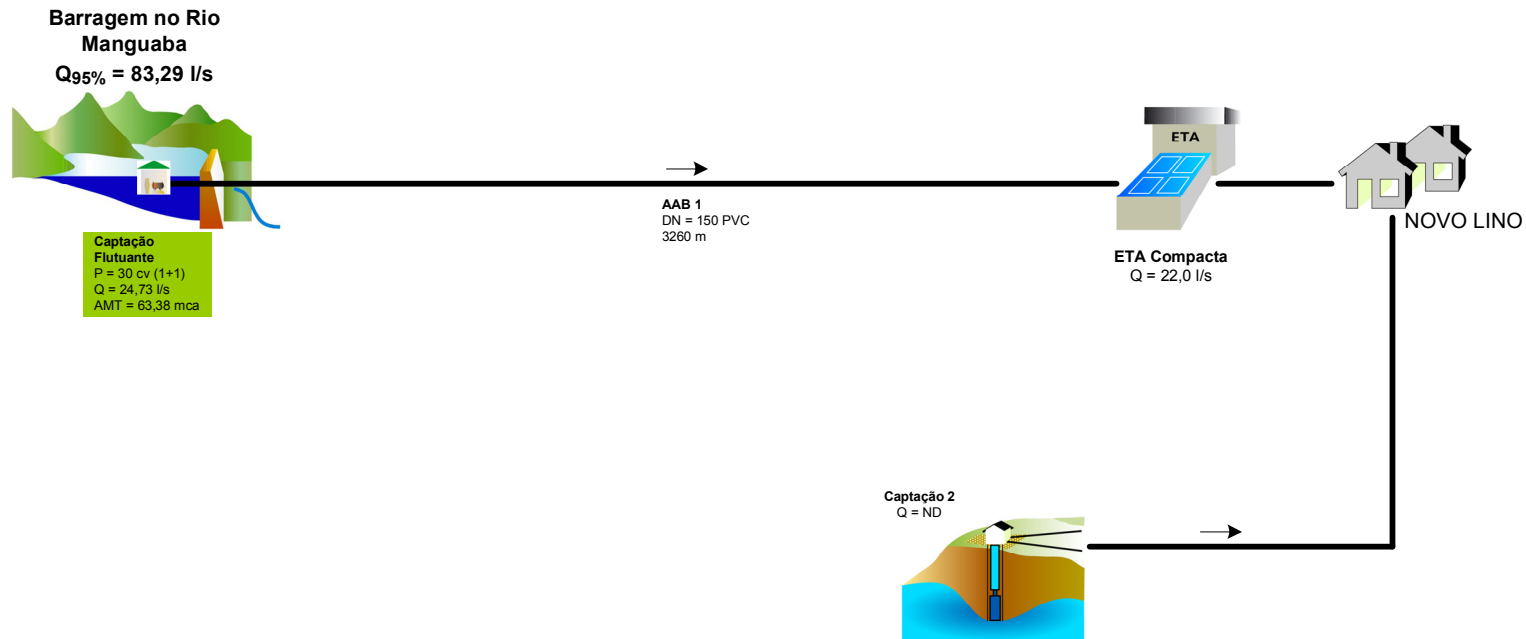 Barragem no Rio
Manguaba
Q95% = 83,29 l/s
Captação
Flutuante
P = 30 cv (1+1)
Q = 24,73 l/s
AMT = 63,38 mca
AAB 1
DN = 150 PVC
3260 m
ETA
ETA Compacta
Q = 22,0 l/s
NOVO LINO
Captação 2
Q = ND